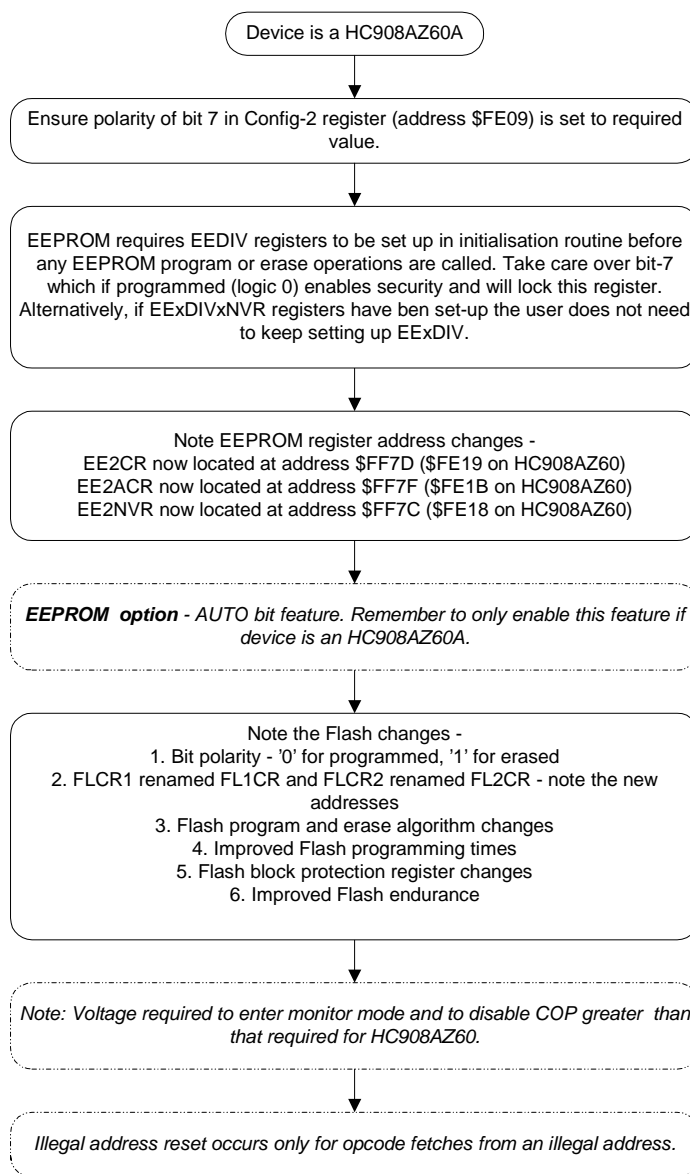 Device is a HC908AZ60A
Ensure polarity of bit 7 in Config-2 register (address $FE09) is set to required
value.
EEPROM requires EEDIV registers to be set up in initialisation routine before
any EEPROM program or erase operations are called. Take care over bit-7
which if programmed (logic 0) enables security and will lock this register.
Alternatively, if EExDIVxNVR registers have ben set-up the user does not need
to keep setting up EExDIV.
Note EEPROM register address changes -
EE2CR now located at address $FF7D ($FE19 on HC908AZ60)
EE2ACR now located at address $FF7F ($FE1B on HC908AZ60)
EE2NVR now located at address $FF7C ($FE18 on HC908AZ60)
EEPROM option - AUTO bit feature. Remember to only enable this feature if
device is an HC908AZ60A.
Note the Flash changes -
1. Bit polarity - '0' for programmed, '1' for erased
2. FLCR1 renamed FL1CR and FLCR2 renamed FL2CR - note the new
addresses
3. Flash program and erase algorithm changes
4. Improved Flash programming times
5. Flash block protection register changes
6. Improved Flash endurance
Note: Voltage required to enter monitor mode and to disable COP greater than
that required for HC908AZ60.
Illegal address reset occurs only for opcode fetches from an illegal address.